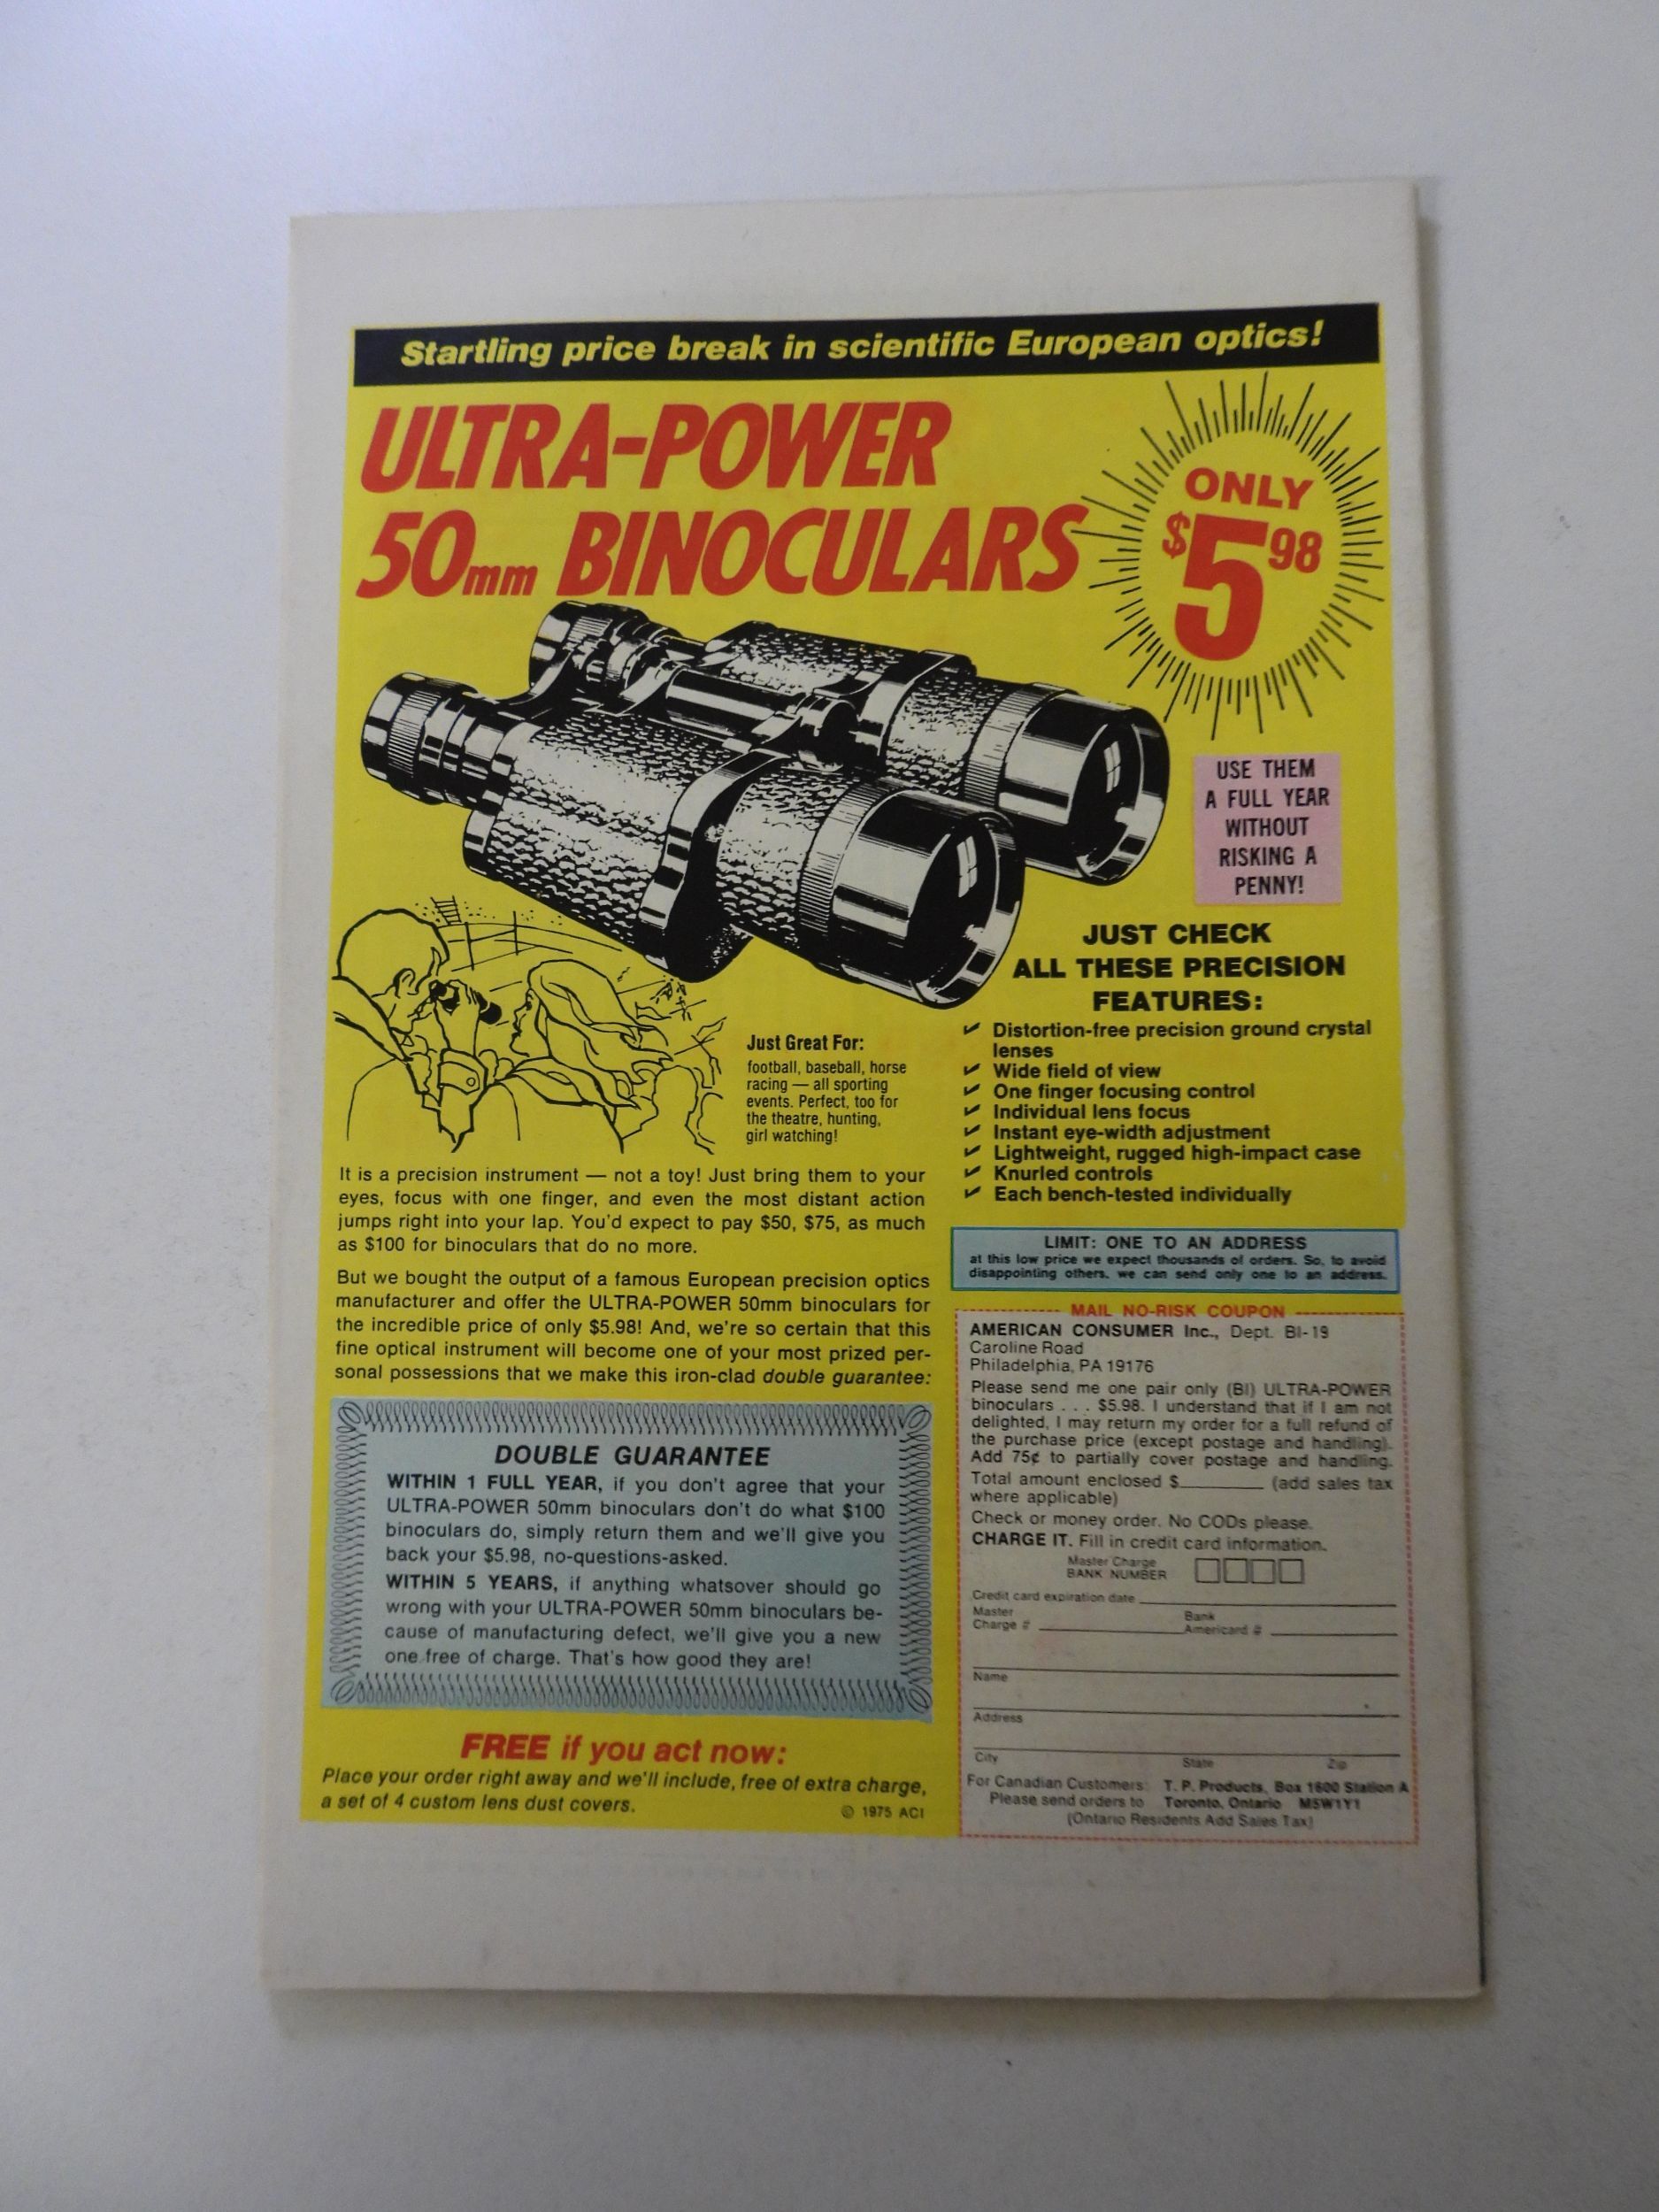 Startling price break in scientific European optics!
ULTRA-POWER
50mm BINOCULARS
ONLY
$5 98
USE THEM
A FULL YEAR
WITHOUT
RISKING A
PENNY!
Just Great For:
football, baseball, horse
racing — all sporting
events. Perfect, too for
the theatre, hunting,
girl watching!
It is a precision instrument — not a toy! Just bring them to your
eyes, focus with one finger, and even the most distant action
jumps right into your lap. You'd expect to pay $50, $75, as much
as $100 for binoculars that do no more.
But we bought the output of a famous European precision optics
manufacturer and offer the ULTRA-POWER 50mm binoculars for
the incredible price of only $5.98! And, we're so certain that this
fine optical instrument will become one of your most prized per-
sonal possessions that we make this iron-clad double guarantee:
DOUBLE GUARANTEE
WITHIN 1 FULL YEAR, if you don't agree that your
ULTRA-POWER 50mm binoculars don't do what $100
binoculars do, simply return them and we'll give you
back your $5.98, no-questions-asked.
WITHIN 5 YEARS, if anything whatsover should go
wrong with your ULTRA-POWER 50mm binoculars be-
cause of manufacturing defect, we'll give you a new
one free of charge. That's how good they are!
FREE if you act now:
Place your order right away and we'll include, free of extra charge,
a set of 4 custom lens dust covers.
© 1975 ACI
JUST CHECK
ALL THESE PRECISION
FEATURES:
✔ Distortion-free precision ground crystal
lenses
✔ Wide field of view
✔ One finger focusing control
✔ Individual lens focus
✔ Instant eye-width adjustment
✔ Lightweight, rugged high-impact case
✔ Knurled controls
✔ Each bench-tested individually
LIMIT: ONE TO AN ADDRESS
at this low price we expect thousands of orders. So, to avoid
disappointing others, we can send only one to an address.
MAIL NO-RISK COUPON
AMERICAN CONSUMER Inc., Dept. BI-19
Caroline Road
Philadelphia, PA 19176
Please send me one pair only (BI) ULTRA-POWER
binoculars . . . $5.98. I understand that if I am not
delighted, I may return my order for a full refund of
the purchase price (except postage and handling).
Add 75¢ to partially cover postage and handling.
Total amount enclosed $________ (add sales tax
where applicable)
Check or money order. No CODs please.
CHARGE IT. Fill in credit card information.
Master Charge
BANK NUMBER
Credit card expiration date
Master Charge #
Bank Americard #
Name
Address
City State Zip
For Canadian Customers: T. P. Products, Box 1600 Station A
Please send orders to Toronto, Ontario M5W1Y1
(Ontario Residents Add Sales Tax)